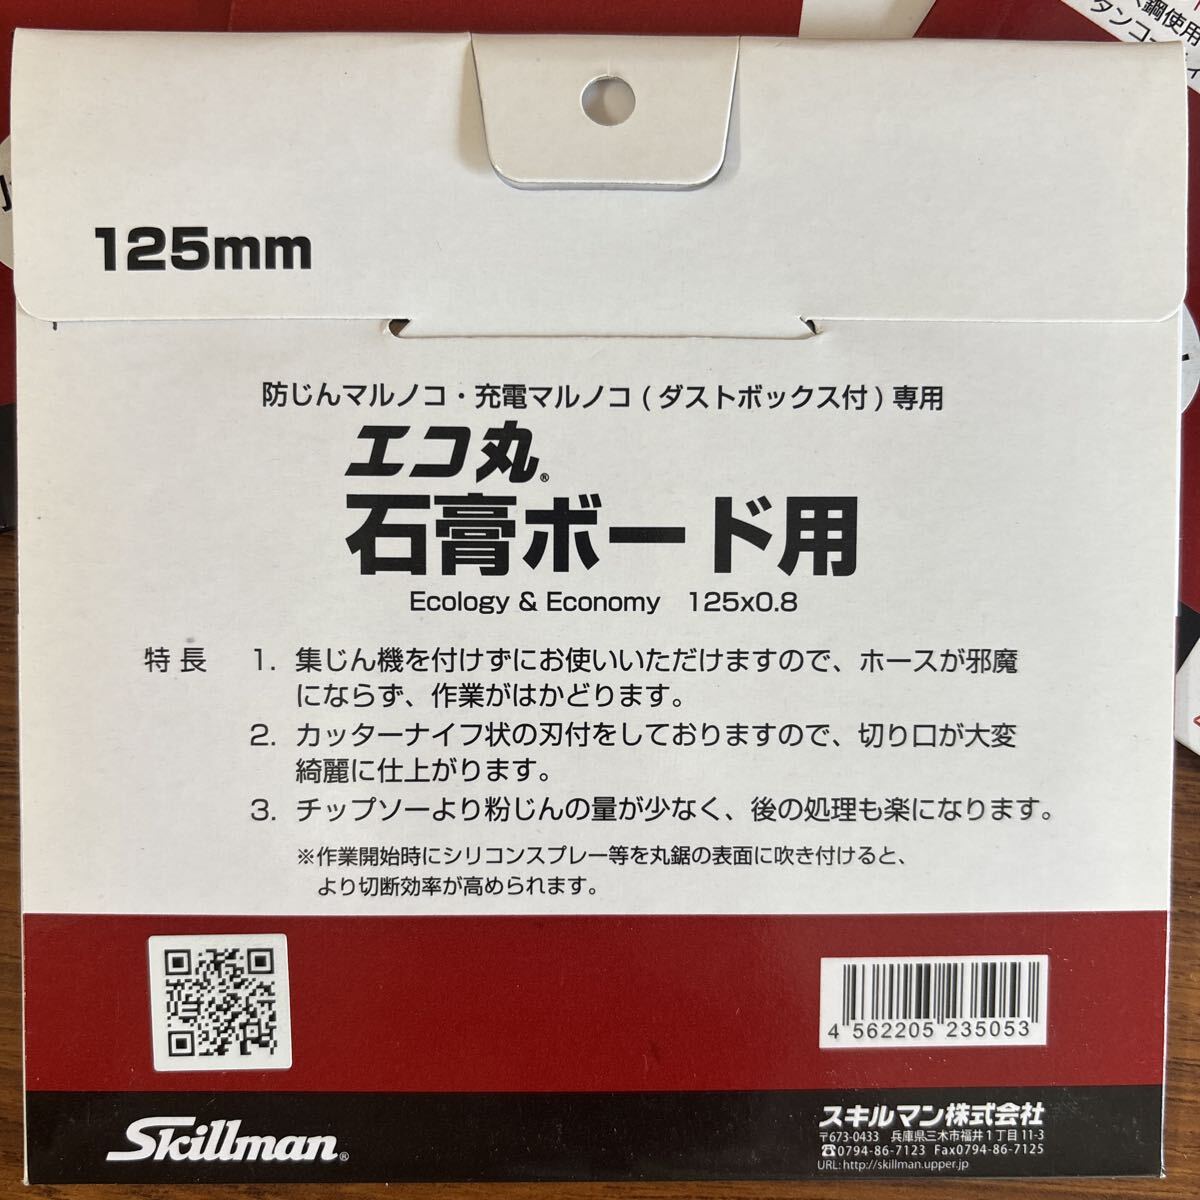 鋼使用
タンコー
125mm
防じんマルノコ・充電マルノコ(ダストボックス付)専用
エコ丸®
石膏ボード用
Ecology & Economy 125x0.8
特長 1. 集じん機を付けずにお使いいただけますので、ホースが邪魔
にならず、作業がはかどります。
2. カッターナイフ状の刃付をしておりますので、切り口が大変
綺麗に仕上がります。
3. チップソーより粉じんの量が少なく、後の処理も楽になります。
※作業開始時にシリコンスプレー等を丸鋸の表面に吹き付けると、
より切断効率が高められます。
4 562205 235053
Skillman®
スキルマン株式会社
〒673-0433 兵庫県三木市福井1丁目11-3
☎0794-86-7123 Fax0794-86-7125
URL: http://skillman.upper.jp